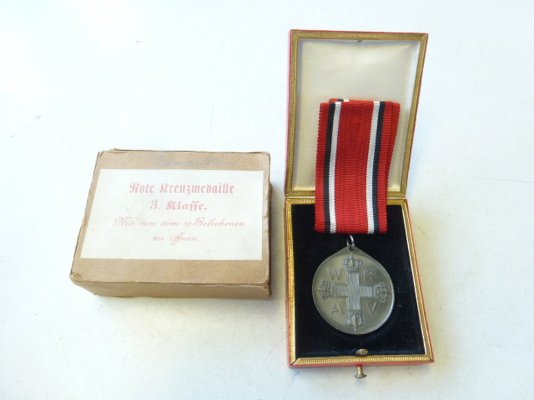 Rote Kreuzmedaille
3. Klasse.
Nur von dem Beliehenen
zu öffnen.
W R
A V